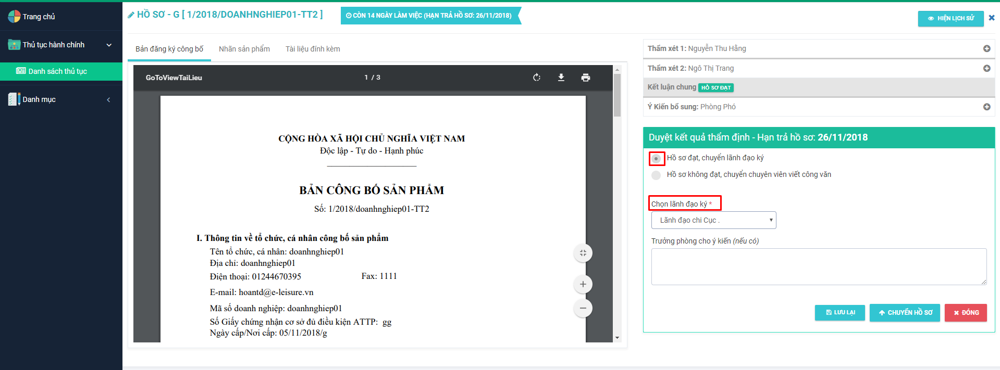 Trang chủ
Thủ tục hành chính
Danh sách thủ tục
Danh mục
HỒ SƠ - G [ 1/2018/DOANHNGHIEP01-TT2 ]
CÒN 14 NGÀY LÀM VIỆC (HẠN TRẢ HỒ SƠ: 26/11/2018)
HIỆN LỊCH SỬ
Bản đăng ký công bố
Nhãn sản phẩm
Tài liệu đính kèm
GoToViewTaiLieu
1 / 3
CỘNG HÒA XÃ HỘI CHỦ NGHĨA VIỆT NAM
Độc lập - Tự do - Hạnh phúc
BẢN CÔNG BỐ SẢN PHẨM
Số: 1/2018/doanhnghiep01-TT2
I. Thông tin về tổ chức, cá nhân công bố sản phẩm
Tên tổ chức, cá nhân: doanhnghiep01
Địa chỉ: doanhnghiep01
Điện thoại: 01244670395 Fax: 1111
E-mail: hoantd@e-leisure.vn
Mã số doanh nghiệp: doanhnghiep01
Số Giấy chứng nhận cơ sở đủ điều kiện ATTP: gg
Ngày cấp/Nơi cấp: 05/11/2018/g
Thẩm xét 1: Nguyễn Thu Hằng
Thẩm xét 2: Ngô Thị Trang
Kết luận chung HỒ SƠ ĐẠT
Ý Kiến bổ sung: Phòng Phó
Duyệt kết quả thẩm định - Hạn trả hồ sơ: 26/11/2018
Hồ sơ đạt, chuyển lãnh đạo ký
Hồ sơ không đạt, chuyển chuyên viên viết công văn
Chọn lãnh đạo ký *
Lãnh đạo chi Cục .
Trưởng phòng cho ý kiến (nếu có)
LƯU LẠI
CHUYỂN HỒ SƠ
ĐÓNG